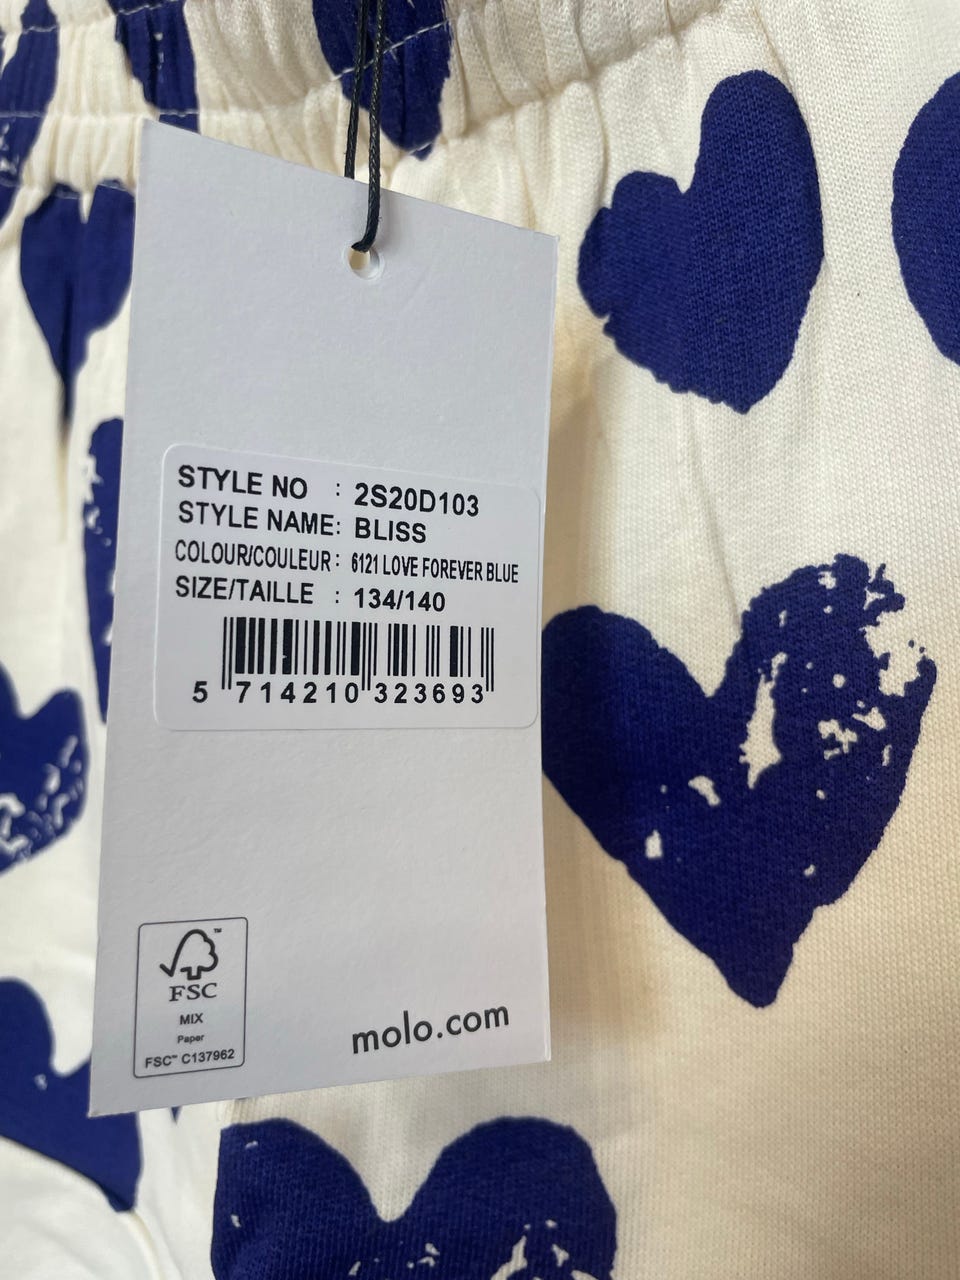 STYLE NO : 2S20D103
STYLE NAME: BLISS
COLOUR/COULEUR : 6121 LOVE FOREVER BLUE
SIZE/TAILLE : 134/140
5 714210 323693
FSC
™
MIX
Paper
FSC™ C137962
molo.com